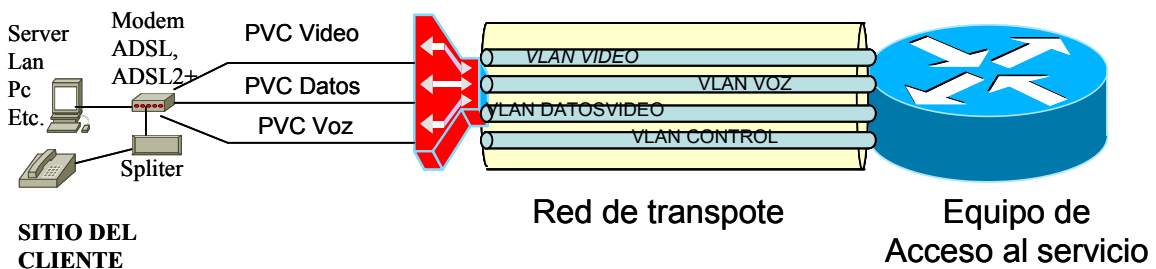 Server
Lan
Pc
Etc.
Modem
ADSL,
ADSL2+
Spliter
SITIO DEL
CLIENTE
PVC Video
PVC Datos
PVC Voz
VLAN VIDEO
VLAN VOZ
VLAN DATOSVIDEO
VLAN CONTROL
Red de transpote
Equipo de
Acceso al servicio